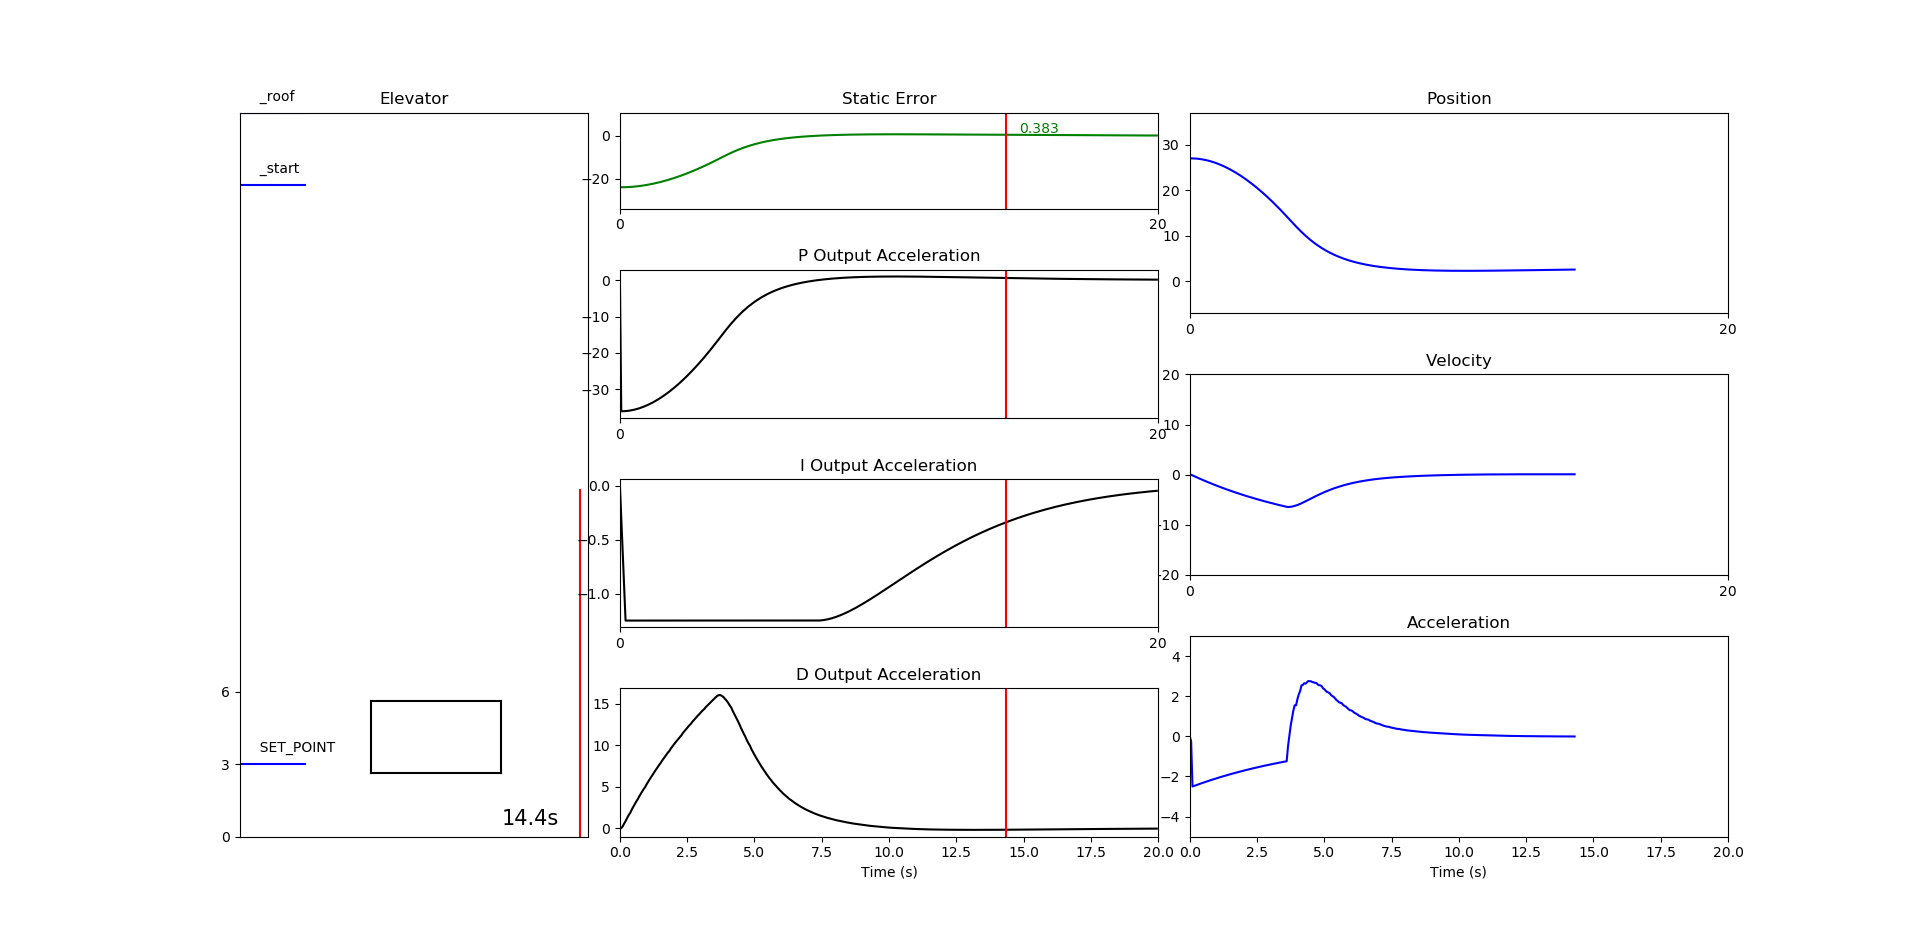 _roof
Elevator
_start
6
SET_POINT
3
14.4s
0
Static Error
0
−20
0.383
0
20
P Output Acceleration
0
−10
−20
−30
0
20
I Output Acceleration
0.0
−0.5
−1.0
0
20
D Output Acceleration
15
10
5
0
0.0 2.5 5.0 7.5 10.0 12.5 15.0 17.5 20.0
Time (s)
Position
30
20
10
0
0
20
Velocity
20
10
0
-10
-20
0
20
Acceleration
4
2
0
−2
−4
0.0 2.5 5.0 7.5 10.0 12.5 15.0 17.5 20.0
Time (s)